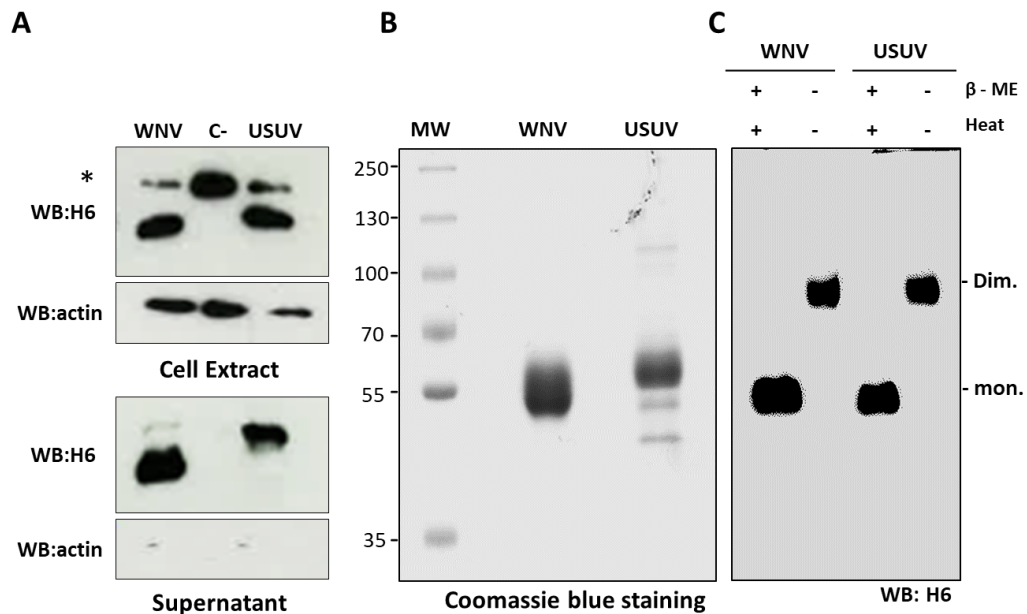 A
WNV C- USUV
*
WB:H6
WB:actin
Cell Extract
WB:H6
WB:actin
Supernatant
B
MW WNV USUV
250
130
100
70
55
35
Coomassie blue staining
C
WNV USUV
+ - + - β - ME
+ - + - Heat
- Dim.
- mon.
WB: H6